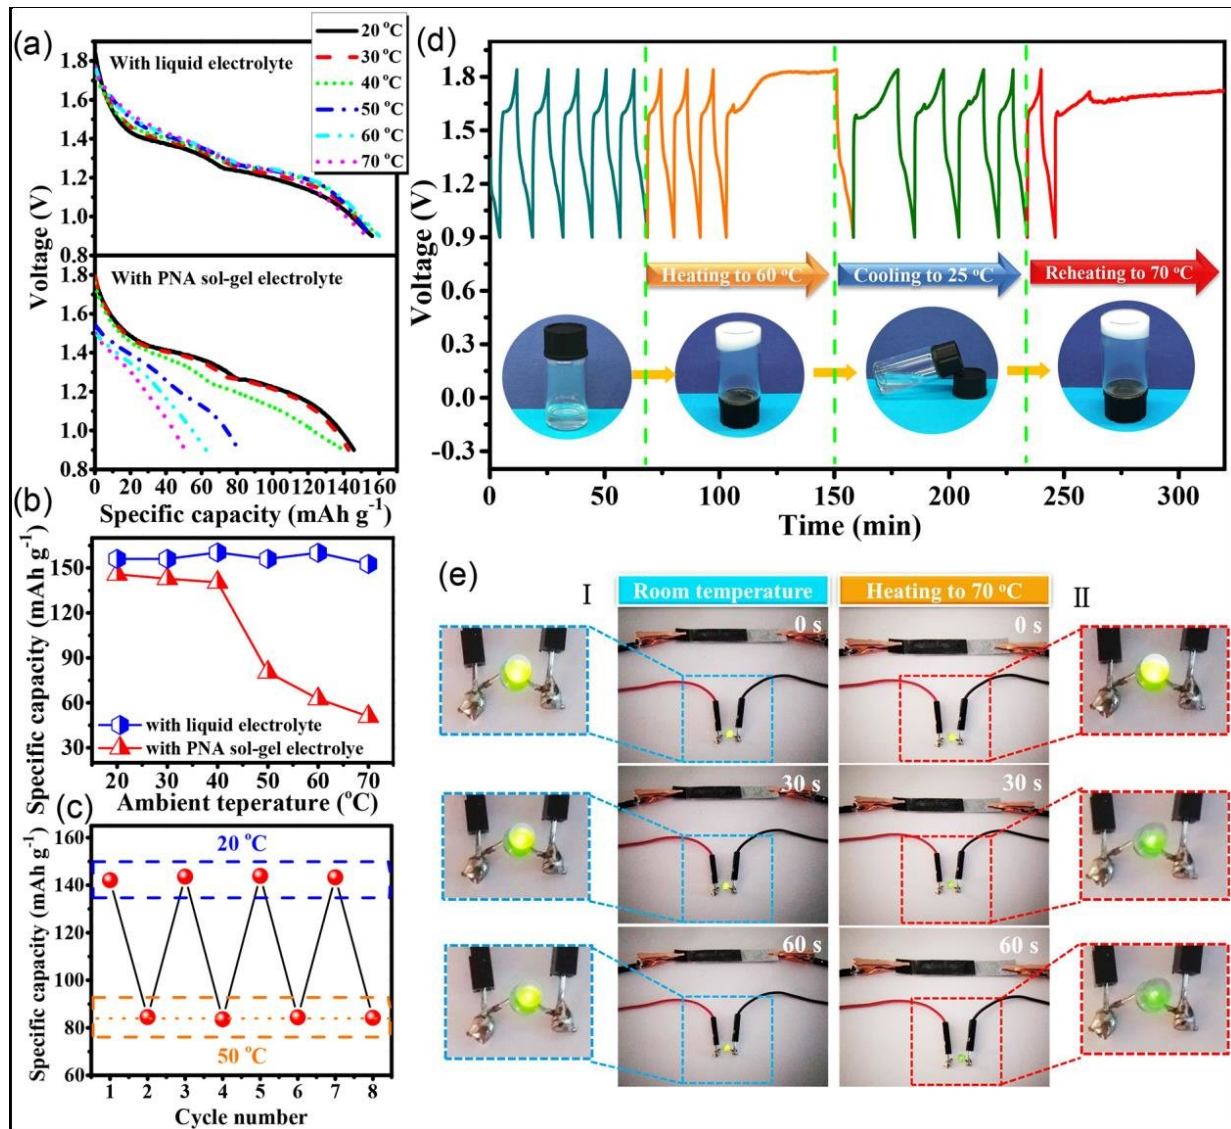 (a)
With liquid electrolyte
20 °C
30 °C
40 °C
50 °C
60 °C
70 °C
1.8
1.6
1.4
1.2
1.0
0.8
Voltage (V)
With PNA sol-gel electrolyte
1.8
1.6
1.4
1.2
1.0
0.8
0 20 40 60 80 100 120 140 160
Specific capacity (mAh g-1)
(b)
Specific capacity (mAh g-1)
150
120
90
60
30
with liquid electrolyte
with PNA sol-gel electrolye
20 30 40 50 60 70
Ambient teperature (°C)
(c)
Specific capacity (mAh g-1)
160
140
120
100
80
60
20 °C
50 °C
1 2 3 4 5 6 7 8
Cycle number
(d)
Voltage (V)
1.8
1.5
1.2
0.9
0.6
0.3
0.0
-0.3
Heating to 60 °C
Cooling to 25 °C
Reheating to 70 °C
0 50 100 150 200 250 300
Time (min)
(e)
I
Room temperature
Heating to 70 °C
II
0 s
0 s
30 s
30 s
60 s
60 s